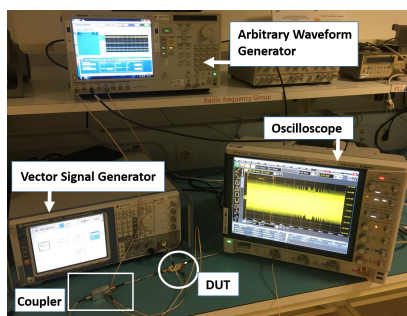 Arbitrary Waveform
Generator
Radio frequency Group
Oscilloscope
Vector Signal Generator
DUT
Coupler